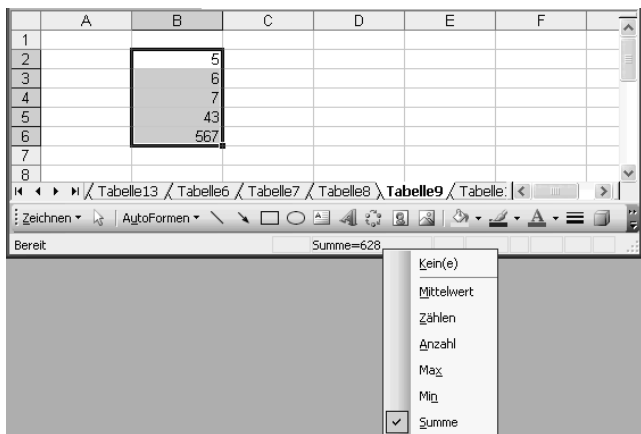 A B C D E F
1
2 5
3 6
4 7
5 43
6 567
7
8
Tabelle13 Tabelle6 Tabelle7 Tabelle8 Tabelle9 Tabelle:
Zeichnen AutoFormen
Bereit Summe=628
Kein(e)
Mittelwert
Zählen
Anzahl
Max
Min
Summe